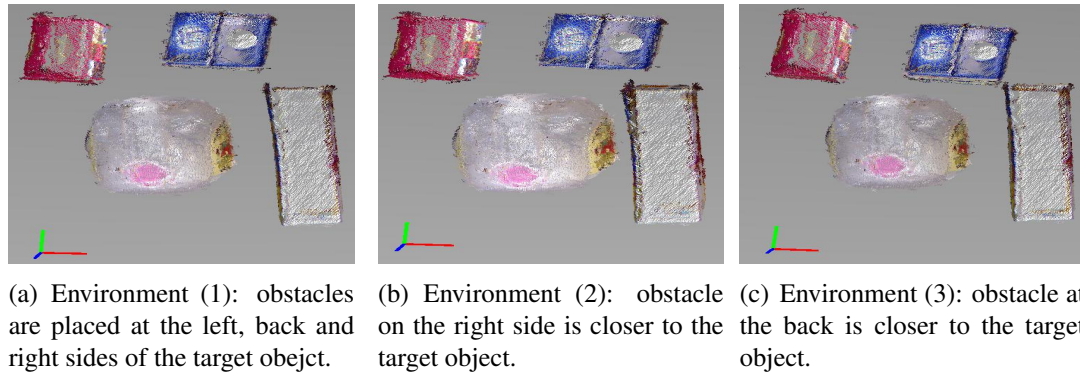 (a) Environment (1): obstacles
are placed at the left, back and
right sides of the target obejct.
(b) Environment (2): obstacle
on the right side is closer to the
target object.
(c) Environment (3): obstacle at
the back is closer to the target
object.